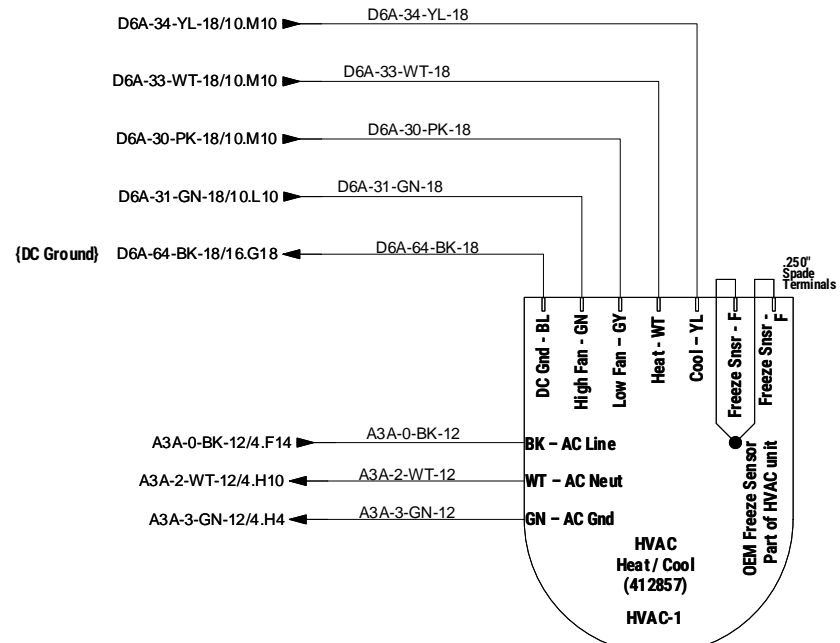 D6A-34-YL-18/10.M10 D6A-34-YL-18
D6A-33-WT-18/10.M10 D6A-33-WT-18
D6A-30-PK-18/10.M10 D6A-30-PK-18
D6A-31-GN-18/10.L10 D6A-31-GN-18
{DC Ground} D6A-64-BK-18/16.G18 D6A-64-BK-18
.250"
Spade
Terminals
DC Gnd - BL
High Fan - GN
Low Fan - GY
Heat - WT
Cool - YL
Freeze Snsr - F
Freeze Snsr -
F
A3A-0-BK-12/4.F14 A3A-0-BK-12 BK - AC Line
A3A-2-WT-12/4.H10 A3A-2-WT-12 WT - AC Neut
A3A-3-GN-12/4.H4 A3A-3-GN-12 GN - AC Gnd
OEM Freeze Sensor
Part of HVAC unit
HVAC
Heat / Cool
(412857)
HVAC-1